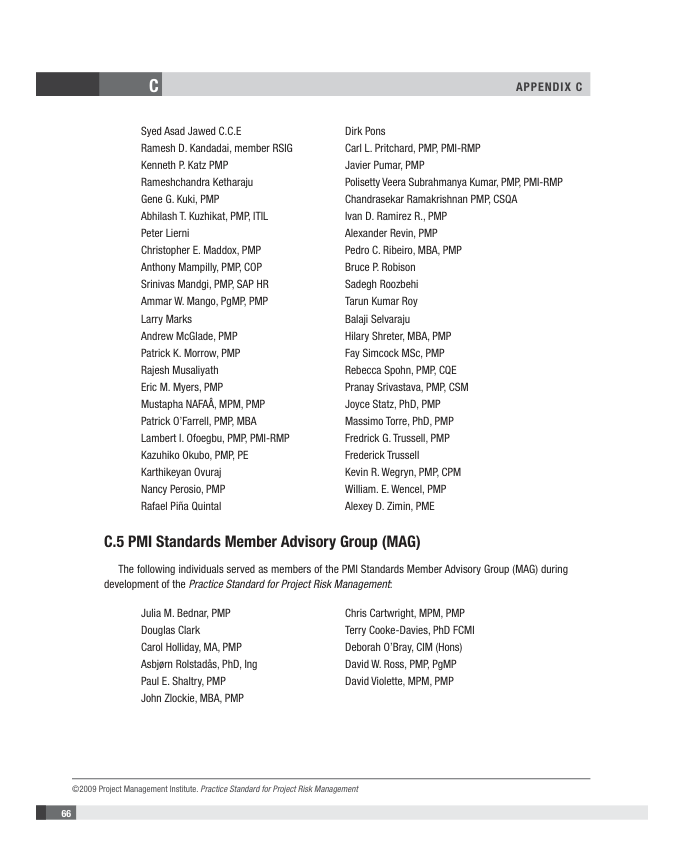 C
APPENDIX C
Syed Asad Jawed C.C.E
Ramesh D. Kandadai, member RSIG
Kenneth P. Katz PMP
Rameshchandra Ketharaju
Gene G. Kuki, PMP
Abhilash T. Kuzhikat, PMP, ITIL
Peter Lierni
Christopher E. Maddox, PMP
Anthony Mampilly, PMP, COP
Srinivas Mandgi, PMP, SAP HR
Ammar W. Mango, PgMP, PMP
Larry Marks
Andrew McGlade, PMP
Patrick K. Morrow, PMP
Rajesh Musaliyath
Eric M. Myers, PMP
Mustapha NAFAÂ, MPM, PMP
Patrick O’Farrell, PMP, MBA
Lambert I. Ofoegbu, PMP, PMI-RMP
Kazuhiko Okubo, PMP, PE
Karthikeyan Ovuraj
Nancy Perosio, PMP
Rafael Piña Quintal
Dirk Pons
Carl L. Pritchard, PMP, PMI-RMP
Javier Pumar, PMP
Polisetty Veera Subrahmanya Kumar, PMP, PMI-RMP
Chandrasekar Ramakrishnan PMP, CSQA
Ivan D. Ramirez R., PMP
Alexander Revin, PMP
Pedro C. Ribeiro, MBA, PMP
Bruce P. Robison
Sadegh Roozbehi
Tarun Kumar Roy
Balaji Selvaraju
Hilary Shreter, MBA, PMP
Fay Simcock MSc, PMP
Rebecca Spohn, PMP, CQE
Pranay Srivastava, PMP, CSM
Joyce Statz, PhD, PMP
Massimo Torre, PhD, PMP
Fredrick G. Trussell, PMP
Frederick Trussell
Kevin R. Wegryn, PMP, CPM
William. E. Wencel, PMP
Alexey D. Zimin, PME
C.5 PMI Standards Member Advisory Group (MAG)
The following individuals served as members of the PMI Standards Member Advisory Group (MAG) during
development of the Practice Standard for Project Risk Management:
Julia M. Bednar, PMP
Douglas Clark
Carol Holliday, MA, PMP
Asbjørn Rolstadås, PhD, Ing
Paul E. Shaltry, PMP
John Zlockie, MBA, PMP
Chris Cartwright, MPM, PMP
Terry Cooke-Davies, PhD FCMI
Deborah O’Bray, CIM (Hons)
David W. Ross, PMP, PgMP
David Violette, MPM, PMP
©2009 Project Management Institute. Practice Standard for Project Risk Management
66